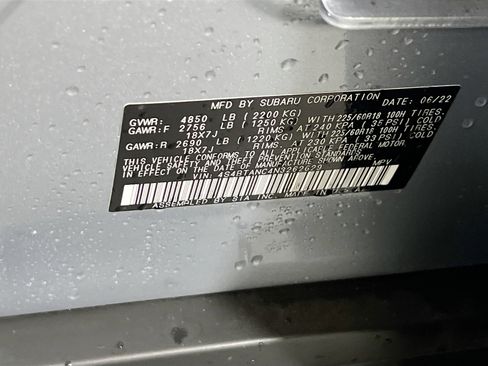 MFD BY SUBARU CORPORATION DATE: 06/22
GVWR: 4850 LB (2200 KG)
GAWR:F 2756 LB (1250 KG) WITH 225/60R18 100H TIRES,
18X7J RIMS AT 240 KPA (35 PSI) COLD
GAWR:R 2690 LB (1220 KG) WITH 225/60R18 100H TIRES,
18X7J RIMS AT 230 KPA (33 PSI) COLD
THIS VEHICLE CONFORMS TO ALL APPLICABLE FEDERAL MOTOR
VEHICLE SAFETY AND THEFT PREVENTION STANDARDS
IN EFFECT ON THE DATE OF MANUFACTURE SHOWN ABOVE.
VIN: 4S4BTANC4N3262629 MPV
ASSEMBLED BY SIA INC. MADE IN U.S.A.